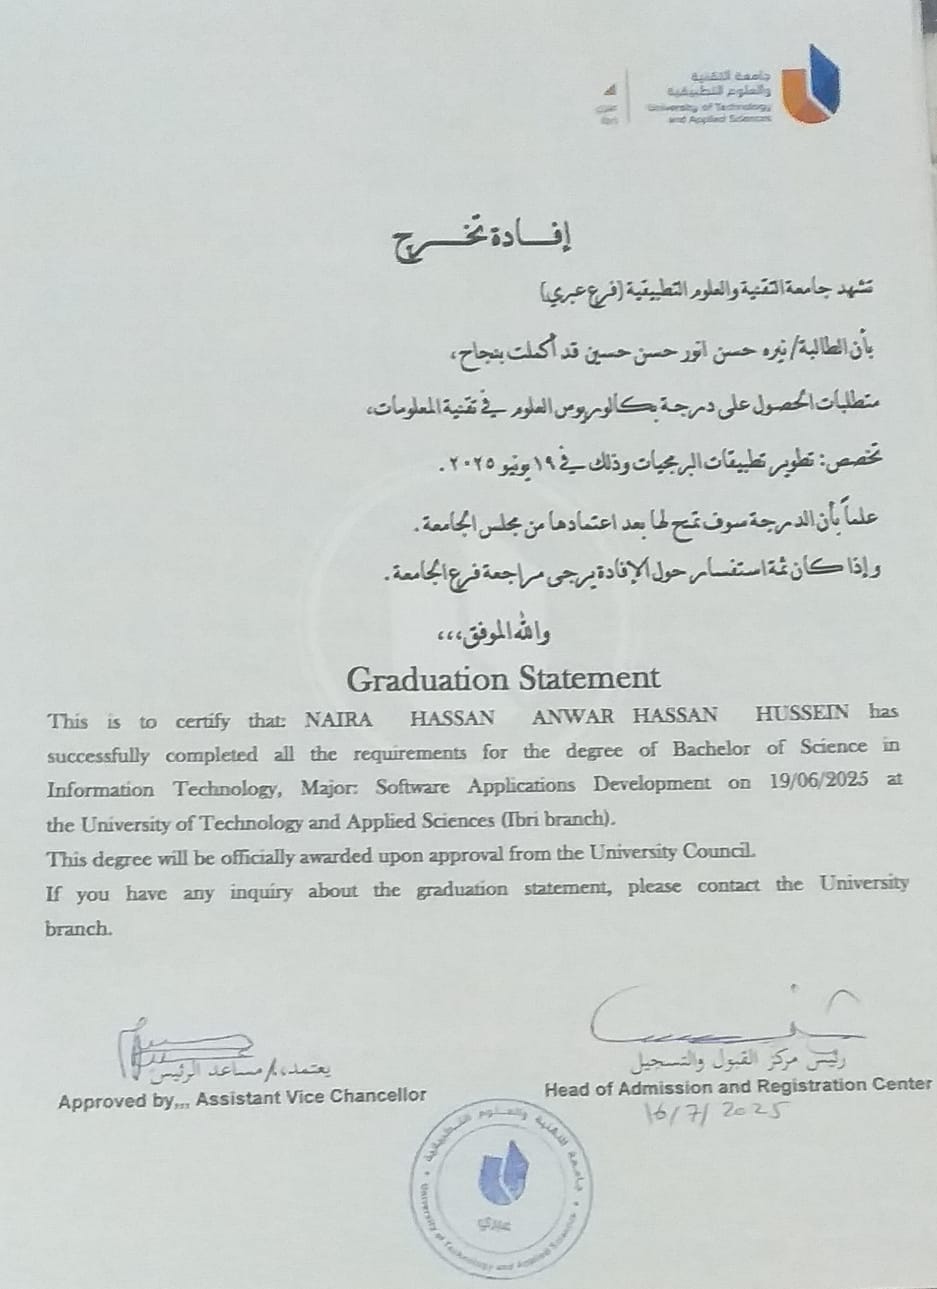 جامعة التقنية
والعلوم التطبيقية
University of Technology
and Applied Sciences
عبري
Ibri
إفادة تخرج
تشهد جامعة التقنية والعلوم التطبيقية (فرع عبري)
بأن الطالبة/ نيره حسن انور حسن حسين قد أكملت بنجاح،
متطلبات الحصول على درجة بكالوريوس العلوم في تقنية المعلومات،
تخصص: تطوير تطبيقات البرمجيات وذلك في ١٩ يونيو ٢٠٢٥ .
علماً بأن الدرجة سوف تمنح لها بعد اعتمادها من مجلس الجامعة.
وإذا كان ثمة استفسار حول الإفادة يرجى مراجعة فرع الجامعة.
والله الموفق،،،
Graduation Statement
This is to certify that: NAIRA HASSAN ANWAR HASSAN HUSSEIN has
successfully completed all the requirements for the degree of Bachelor of Science in
Information Technology, Major: Software Applications Development on 19/06/2025 at
the University of Technology and Applied Sciences (Ibri branch).
This degree will be officially awarded upon approval from the University Council.
If you have any inquiry about the graduation statement, please contact the University
branch.
رئيس مركز القبول والتسجيل
يعتمد،،/ مساعد الرئيس
Head of Admission and Registration Center
Approved by,,, Assistant Vice Chancellor
16/7/2025
جامعة التقنية والعلوم التطبيقية
عبري
University of Technology and Applied Sciences